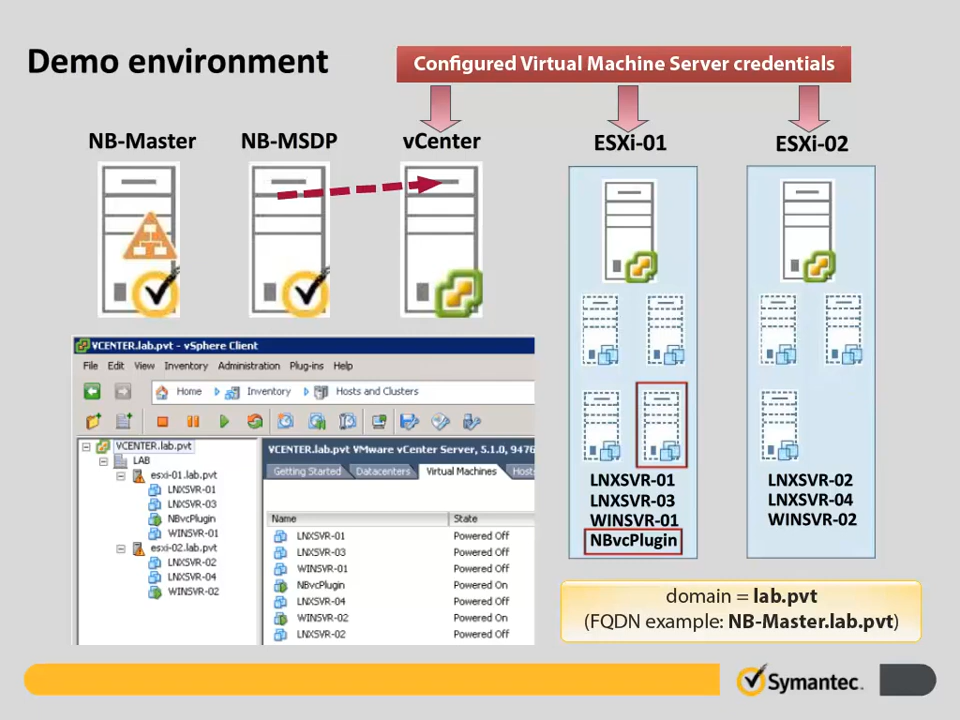 Demo environment
Configured Virtual Machine Server credentials
NB-Master
NB-MSDP
vCenter
ESXi-01
ESXi-02
VCENTER.lab.pvt - vSphere Client
File Edit View Inventory Administration Plug-ins Help
Home Inventory Hosts and Clusters
VCENTER.lab.pvt
LAB
esxi-01.lab.pvt
LNXSVR-01
LNXSVR-03
NBvcPlugin
WINSVR-01
esxi-02.lab.pvt
LNXSVR-02
LNXSVR-04
WINSVR-02
VCENTER.lab.pvt VMware vCenter Server, 5.1.0, 9476
Getting Started Datacenters Virtual Machines Hosts
Name State
LNXSVR-01 Powered Off
LNXSVR-03 Powered Off
WINSVR-01 Powered Off
NBvcPlugin Powered On
LNXSVR-04 Powered Off
WINSVR-02 Powered On
LNXSVR-02 Powered Off
LNXSVR-01
LNXSVR-03
WINSVR-01
NBvcPlugin
LNXSVR-02
LNXSVR-04
WINSVR-02
domain = lab.pvt
(FQDN example: NB-Master.lab.pvt)
Symantec.